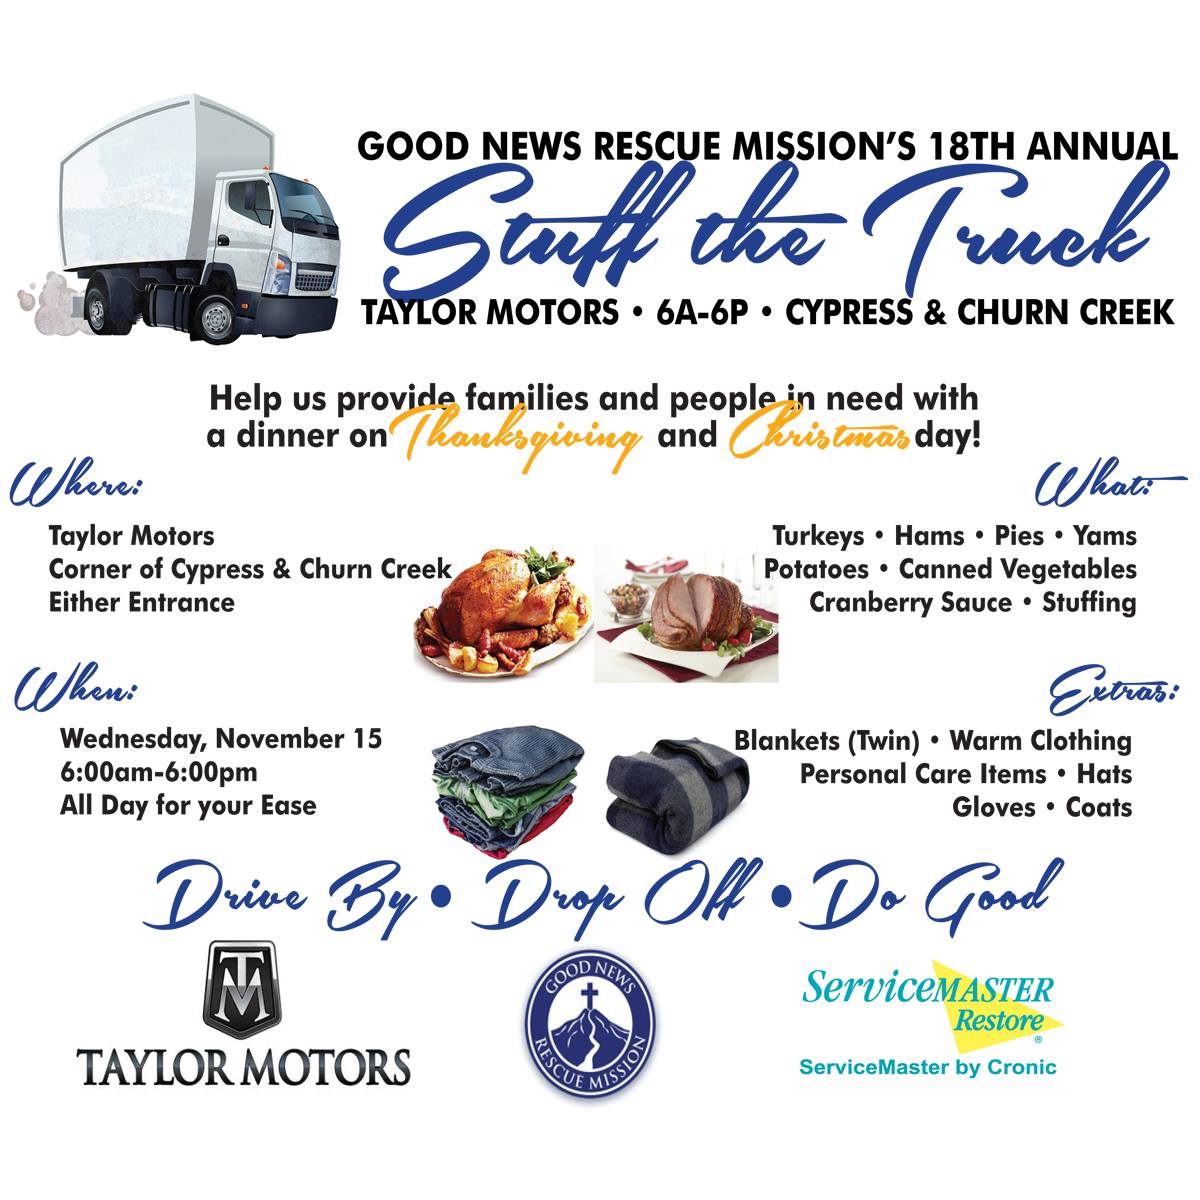 GOOD NEWS RESCUE MISSION'S 18TH ANNUAL
Stuff the Truck
TAYLOR MOTORS • 6A-6P • CYPRESS & CHURN CREEK
Help us provide families and people in need with
a dinner on Thanksgiving and Christmas day!
Where:
Taylor Motors
Corner of Cypress & Churn Creek
Either Entrance
What:
Turkeys • Hams • Pies • Yams
Potatoes • Canned Vegetables
Cranberry Sauce • Stuffing
When:
Wednesday, November 15
6:00am-6:00pm
All Day for your Ease
Extras:
Blankets (Twin) • Warm Clothing
Personal Care Items • Hats
Gloves • Coats
Drive By • Drop Off • Do Good
TM
TAYLOR MOTORS
GOOD NEWS
RESCUE MISSION
ServiceMASTER
Restore®
ServiceMaster by Cronic